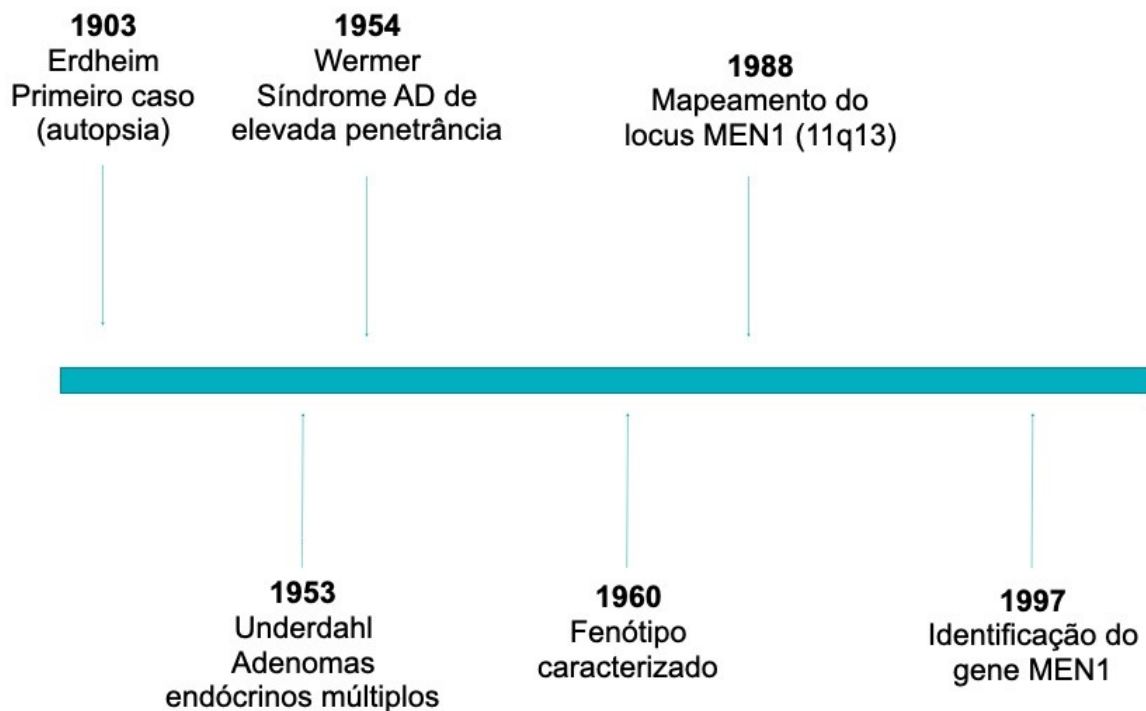 1903
Erdheim
Primeiro caso
(autopsia)
1954
Wermer
Síndrome AD de
elevada penetrância
1988
Mapeamento do
locus MEN1 (11q13)
1953
Underdahl
Adenomas
endócrinos múltiplos
1960
Fenótipo
caracterizado
1997
Identificação do
gene MEN1